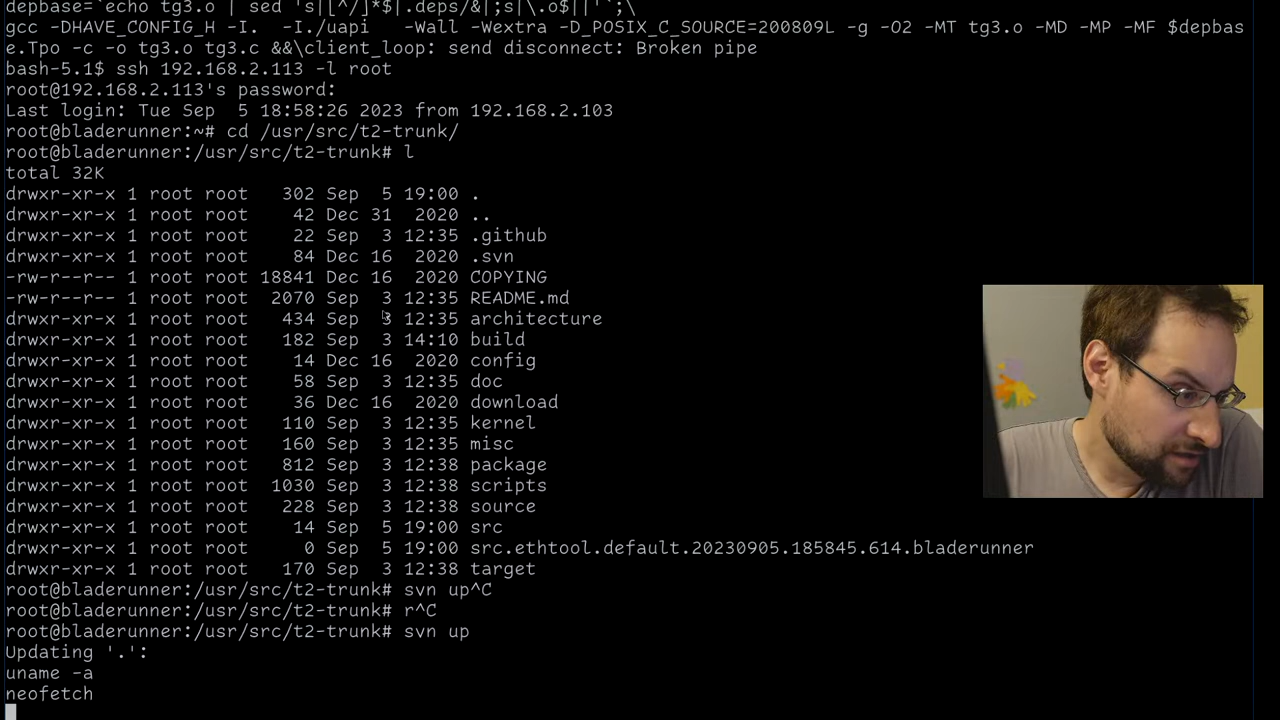 depbase=`echo tg3.o | sed 's|[^/]*$|.deps/&|;s|\.o$||'`;\
gcc -DHAVE_CONFIG_H -I.  -I./uapi   -Wall -Wextra -D_POSIX_C_SOURCE=200809L -g -O2 -MT tg3.o -MD -MP -MF $depbas
e.Tpo -c -o tg3.o tg3.c &&\client_loop: send disconnect: Broken pipe
bash-5.1$ ssh 192.168.2.113 -l root
root@192.168.2.113's password:
Last login: Tue Sep  5 18:58:26 2023 from 192.168.2.103
root@bladerunner:~# cd /usr/src/t2-trunk/
root@bladerunner:/usr/src/t2-trunk# l
total 32K
drwxr-xr-x 1 root root   302 Sep  5 19:00 .
drwxr-xr-x 1 root root    42 Dec 31  2020 ..
drwxr-xr-x 1 root root    22 Sep  3 12:35 .github
drwxr-xr-x 1 root root    84 Dec 16  2020 .svn
-rw-r--r-- 1 root root 18841 Dec 16  2020 COPYING
-rw-r--r-- 1 root root  2070 Sep  3 12:35 README.md
drwxr-xr-x 1 root root   434 Sep  3 12:35 architecture
drwxr-xr-x 1 root root   182 Sep  3 14:10 build
drwxr-xr-x 1 root root    14 Dec 16  2020 config
drwxr-xr-x 1 root root    58 Sep  3 12:35 doc
drwxr-xr-x 1 root root    36 Dec 16  2020 download
drwxr-xr-x 1 root root   110 Sep  3 12:35 kernel
drwxr-xr-x 1 root root   160 Sep  3 12:35 misc
drwxr-xr-x 1 root root   812 Sep  3 12:38 package
drwxr-xr-x 1 root root  1030 Sep  3 12:38 scripts
drwxr-xr-x 1 root root   228 Sep  3 12:38 source
drwxr-xr-x 1 root root    14 Sep  5 19:00 src
drwxr-xr-x 1 root root     0 Sep  5 19:00 src.ethtool.default.20230905.185845.614.bladerunner
drwxr-xr-x 1 root root   170 Sep  3 12:38 target
root@bladerunner:/usr/src/t2-trunk# svn up^C
root@bladerunner:/usr/src/t2-trunk# r^C
root@bladerunner:/usr/src/t2-trunk# svn up
Updating '.':
uname -a
neofetch